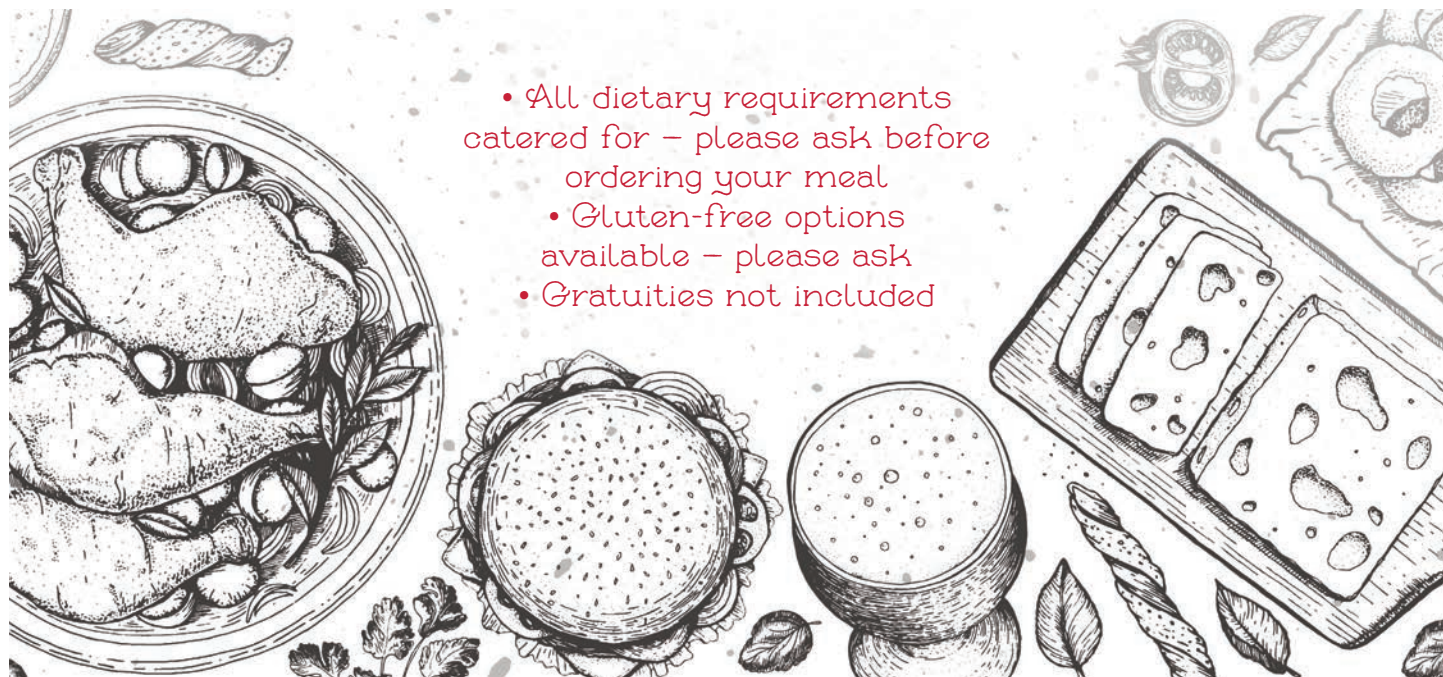 • All dietary requirements
catered for – please ask before
ordering your meal
• Gluten-free options
available – please ask
• Gratuities not included